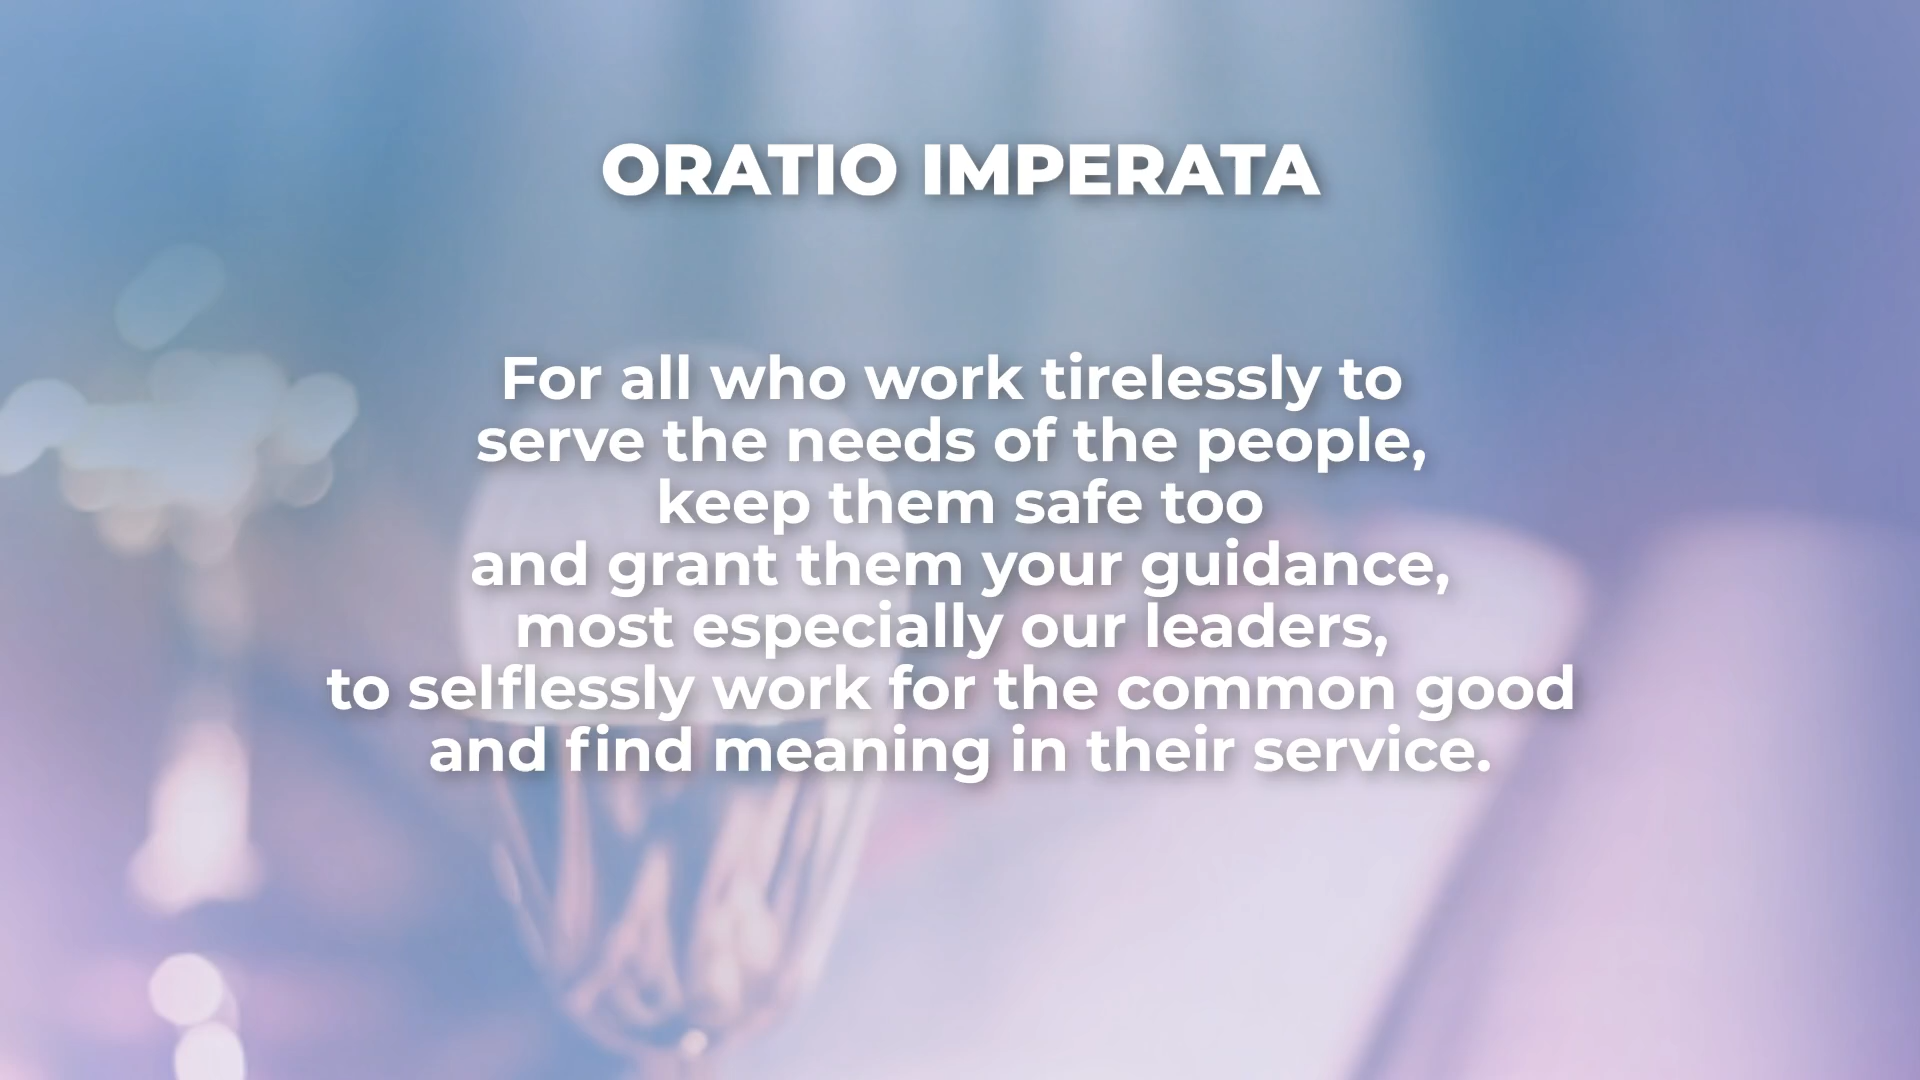 ORATIO IMPERATA
For all who work tirelessly to
serve the needs of the people,
keep them safe too
and grant them your guidance,
most especially our leaders,
to selflessly work for the common good
and find meaning in their service.